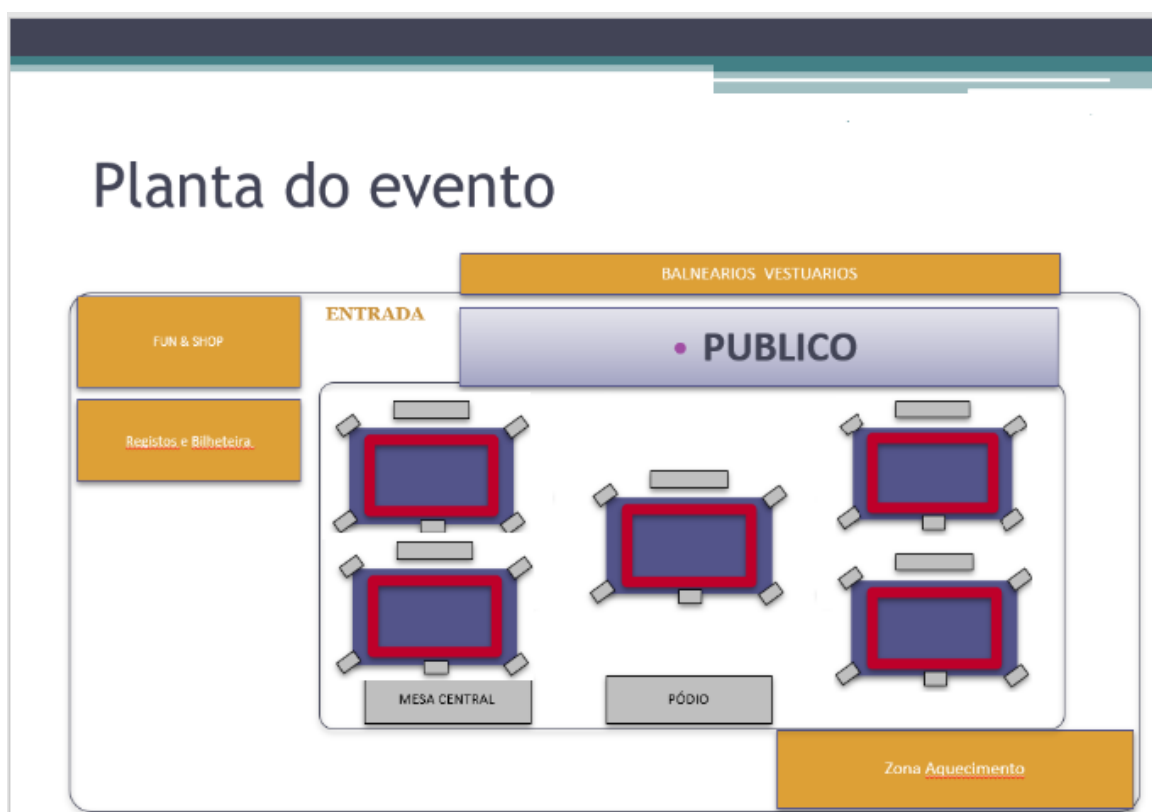 Planta do evento
BALNEARIOS VESTUARIOS
ENTRADA
FUN & SHOP
• PUBLICO
Registos e Bilheteira
MESA CENTRAL
PÓDIO
Zona Aquecimento